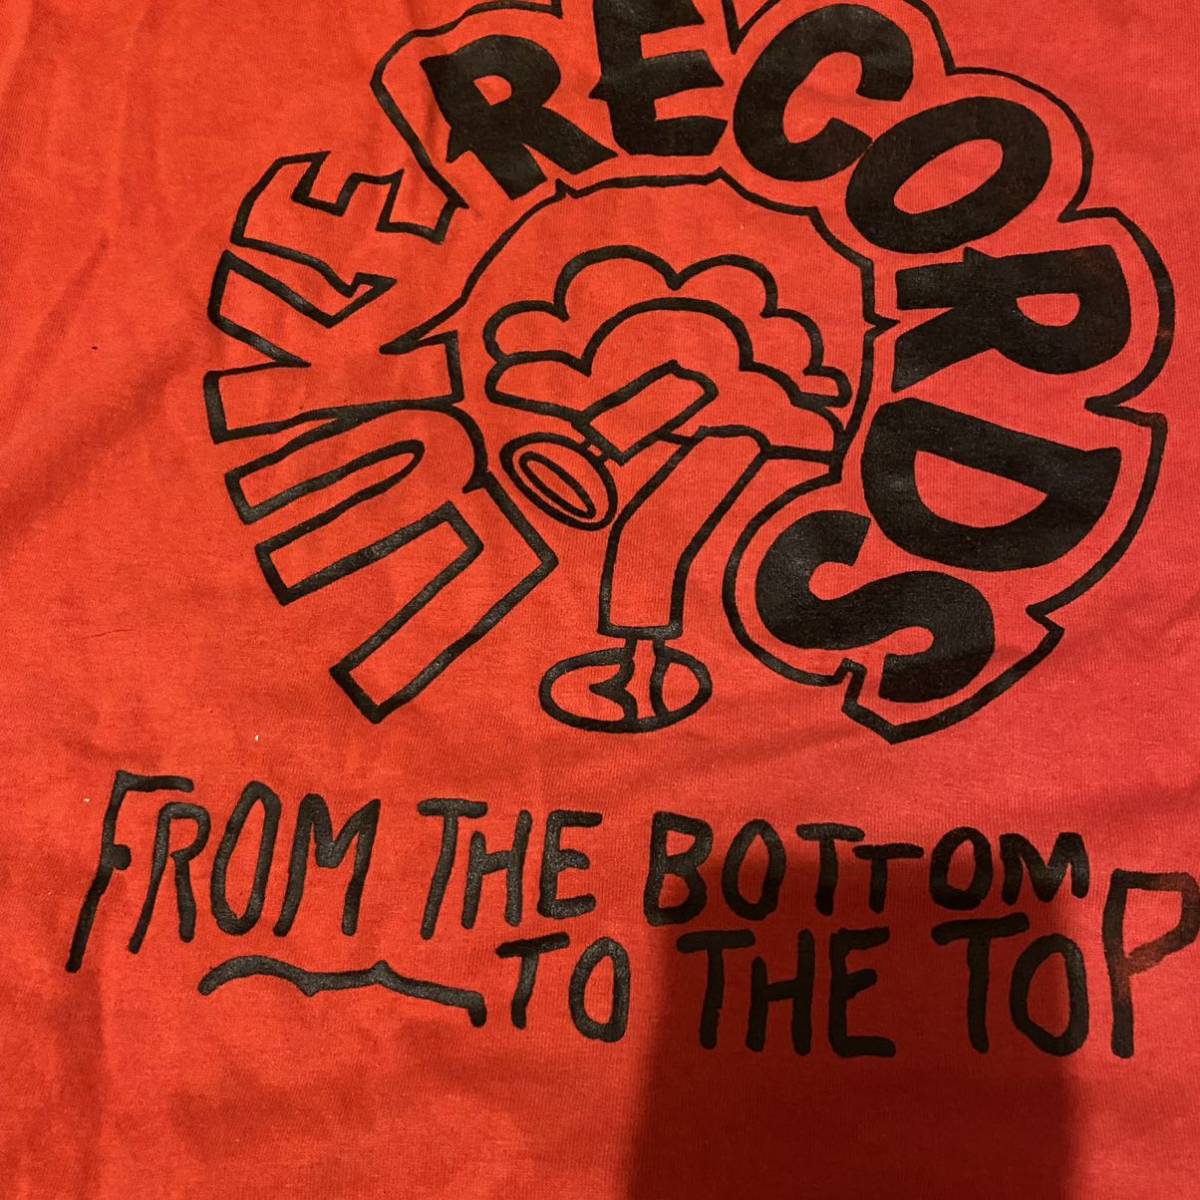 LUKE RECORDS
FROM THE BOTTOM
TO THE TOP